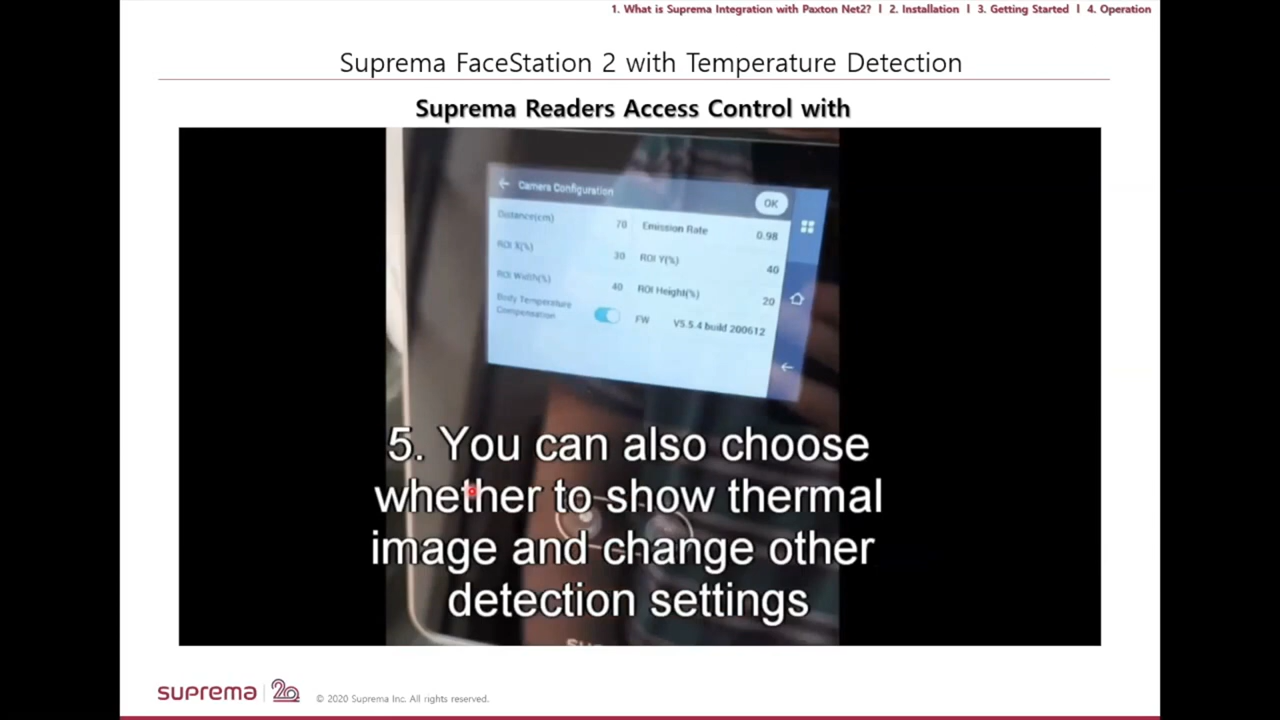 1. What is Suprema Integration with Paxton Net2? l 2. Installation l 3. Getting Started l 4. Operation
Suprema FaceStation 2 with Temperature Detection
Suprema Readers Access Control with
Camera Configuration
OK
Distance(cm) 70 Emission Rate 0.98
ROI X(%) 30 ROI Y(%) 40
ROI Width(%) 40 ROI Height(%) 20
Body Temperature
Compensation FW V5.5.4 build 200612
5. You can also choose
whether to show thermal
image and change other
detection settings
suprema 20 © 2020 Suprema Inc. All rights reserved.